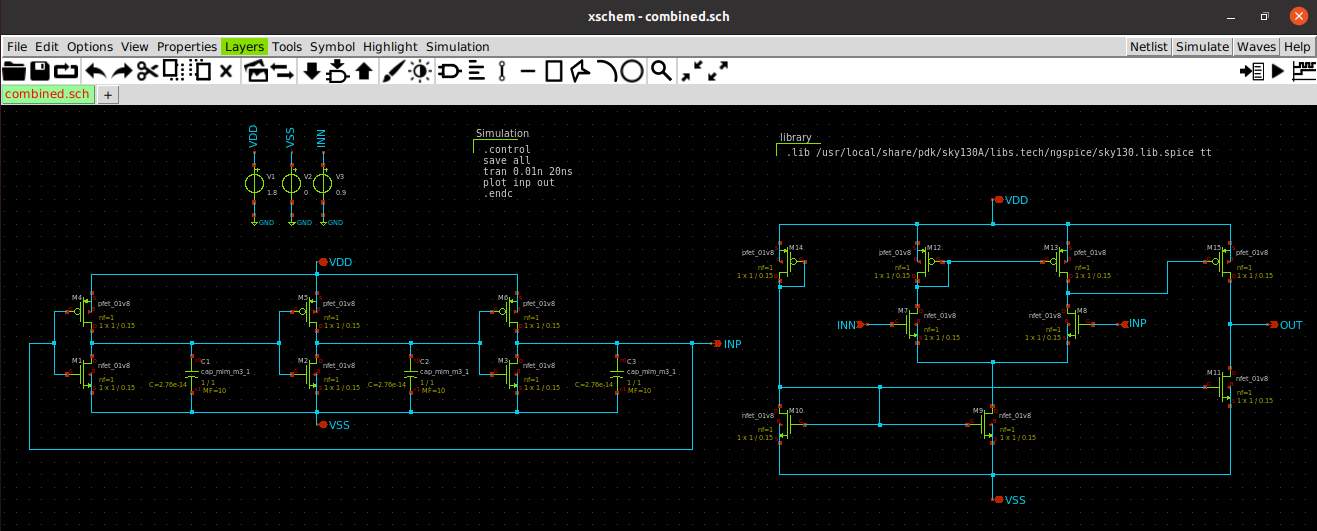 xschem - combined.sch
File Edit Options View Properties Layers Tools Symbol Highlight Simulation
Netlist Simulate Waves Help
combined.sch +
VDD VSS INN
V1 V2 V3
1.8 0 0.9
GND GND GND
Simulation
.control
save all
tran 0.01n 20ns
plot inp out
.endc
library
.lib /usr/local/share/pdk/sky130A/libs.tech/ngspice/sky130.lib.spice tt
VDD
M4 pfet_01v8
nf=1
1 x 1 / 0.15
M5 pfet_01v8
nf=1
1 x 1 / 0.15
M6 pfet_01v8
nf=1
1 x 1 / 0.15
M1 nfet_01v8
nf=1
1 x 1 / 0.15
C1
cap_mim_m3_1
C=2.76e-14 1 / 1
MF=10
M2 nfet_01v8
nf=1
1 x 1 / 0.15
C2
cap_mim_m3_1
C=2.76e-14 1 / 1
MF=10
M3 nfet_01v8
nf=1
1 x 1 / 0.15
C3
cap_mim_m3_1
C=2.76e-14 1 / 1
MF=10
INP
VSS
VDD
M14
pfet_01v8
nf=1
1 x 1 / 0.15
M12
pfet_01v8
nf=1
1 x 1 / 0.15
M13
pfet_01v8
nf=1
1 x 1 / 0.15
M15
pfet_01v8
nf=1
1 x 1 / 0.15
INN
M7
nfet_01v8
nf=1
1 x 1 / 0.15
M8
nfet_01v8
nf=1
1 x 1 / 0.15
INP
OUT
M11
nfet_01v8
nf=1
1 x 1 / 0.15
M10
nfet_01v8
nf=1
1 x 1 / 0.15
M9
nfet_01v8
nf=1
1 x 1 / 0.15
VSS